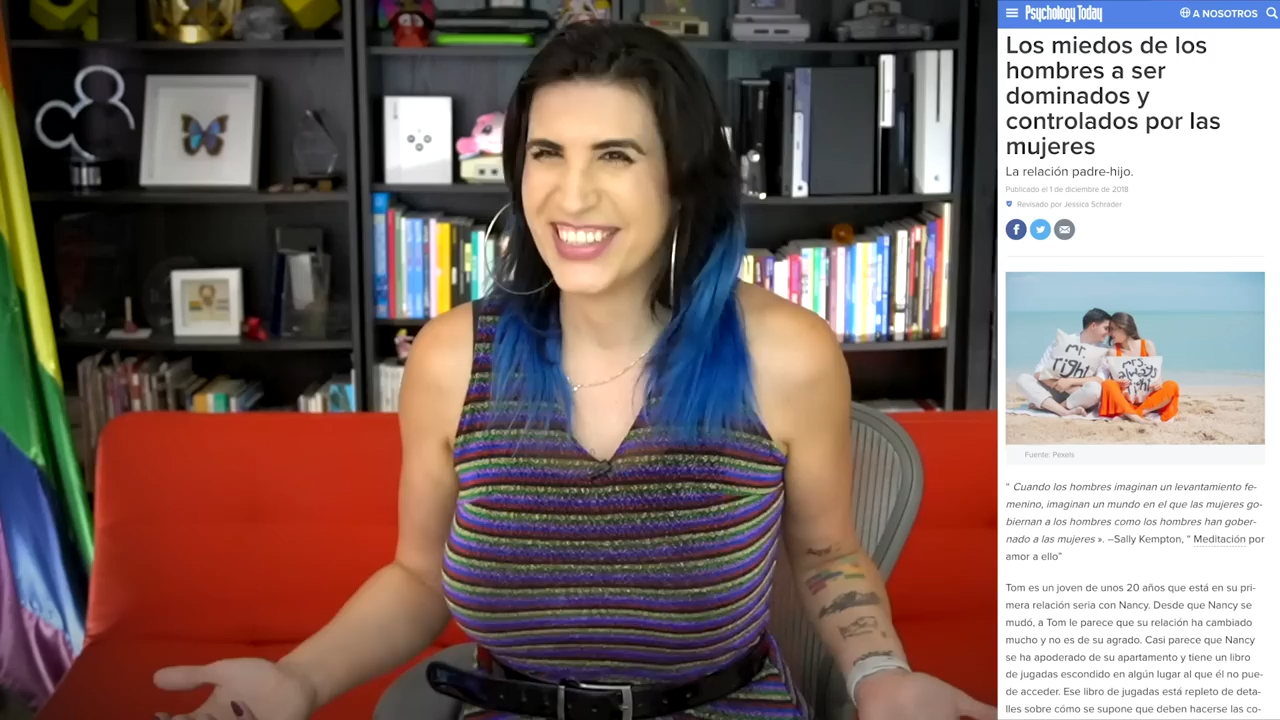 Psychology Today
A NOSOTROS
Los miedos de los
hombres a ser
dominados y
controlados por las
mujeres
La relación padre-hijo.
Publicado el 1 de diciembre de 2018
Revisado por Jessica Schrader
mr.
right
mrs.
always
right
Fuente: Pexels
“ Cuando los hombres imaginan un levantamiento fe-
menino, imaginan un mundo en el que las mujeres go-
biernan a los hombres como los hombres han gober-
nado a las mujeres ». –Sally Kempton, “ Meditación por
amor a ello”
Tom es un joven de unos 20 años que está en su pri-
mera relación seria con Nancy. Desde que Nancy se
mudó, a Tom le parece que su relación ha cambiado
mucho y no es de su agrado. Casi parece que Nancy
se ha apoderado de su apartamento y tiene un libro
de jugadas escondido en algún lugar al que él no pue-
de acceder. Ese libro de jugadas está repleto de deta-
lles sobre cómo se supone que deben hacerse las co-